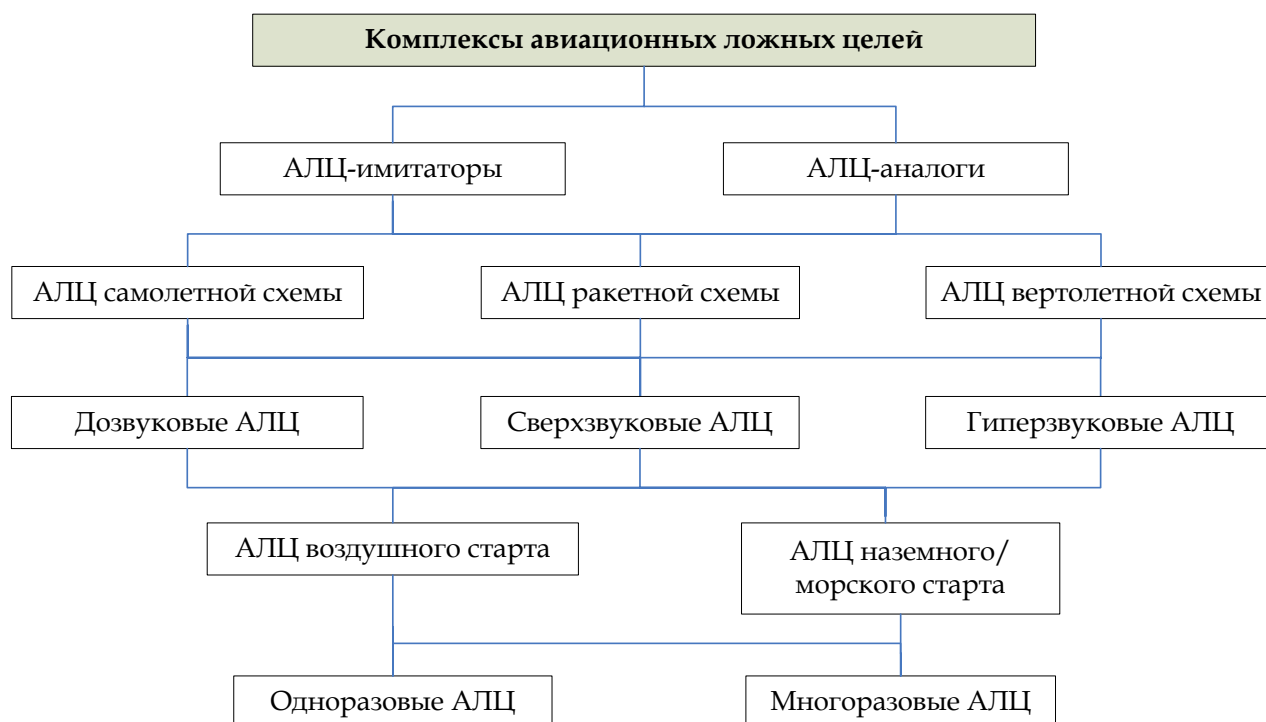 Комплексы авиационных ложных целей
АЛЦ-имитаторы
АЛЦ-аналоги
АЛЦ самолетной схемы
АЛЦ ракетной схемы
АЛЦ вертолетной схемы
Дозвуковые АЛЦ
Сверхзвуковые АЛЦ
Гиперзвуковые АЛЦ
АЛЦ воздушного старта
АЛЦ наземного/
морского старта
Одноразовые АЛЦ
Многоразовые АЛЦ